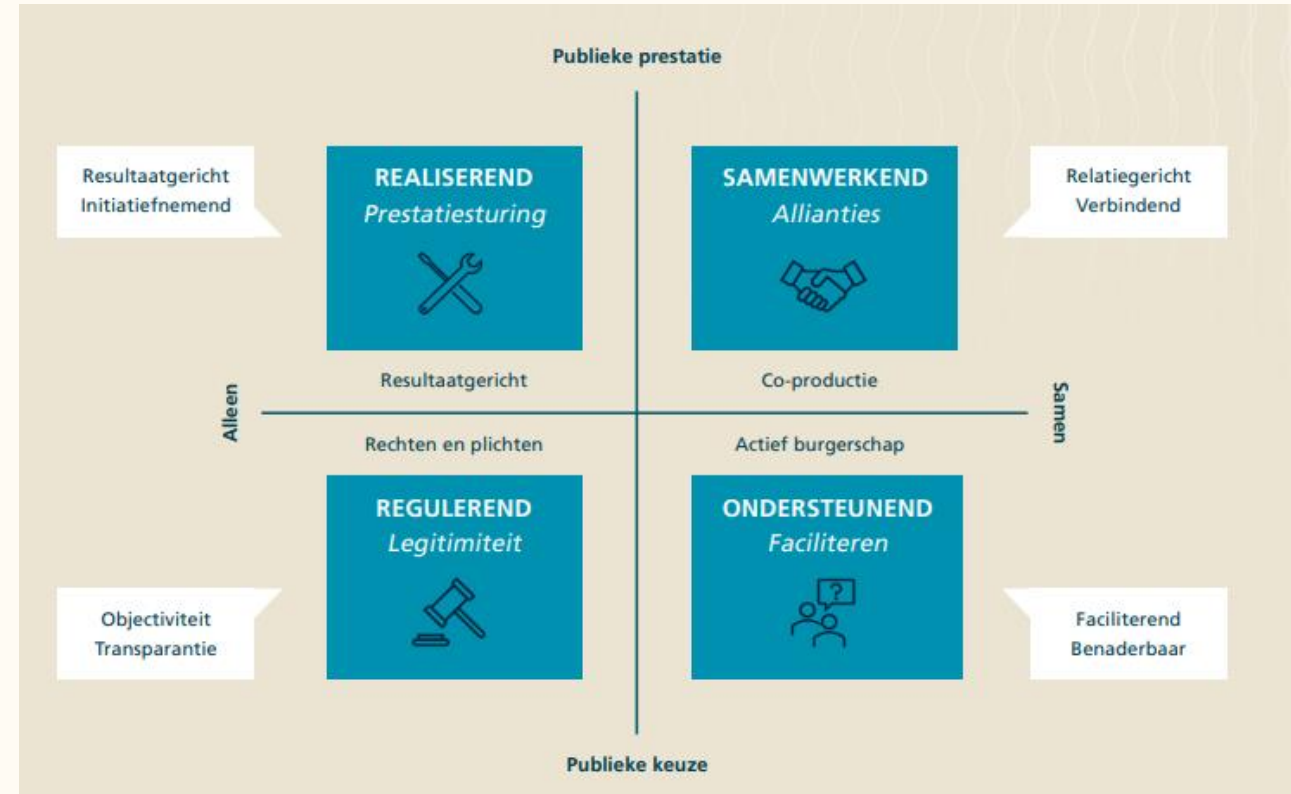 Publieke prestatie
Resultaatgericht
Initiatiefnemend
REALISEREND
Prestatiesturing
SAMENWERKEND
Allianties
Relatiegericht
Verbindend
Resultaatgericht
Co-productie
Alleen
Samen
Rechten en plichten
Actief burgerschap
REGULEREND
Legitimiteit
ONDERSTEUNEND
Faciliteren
?
Objectiviteit
Transparantie
Faciliterend
Benaderbaar
Publieke keuze